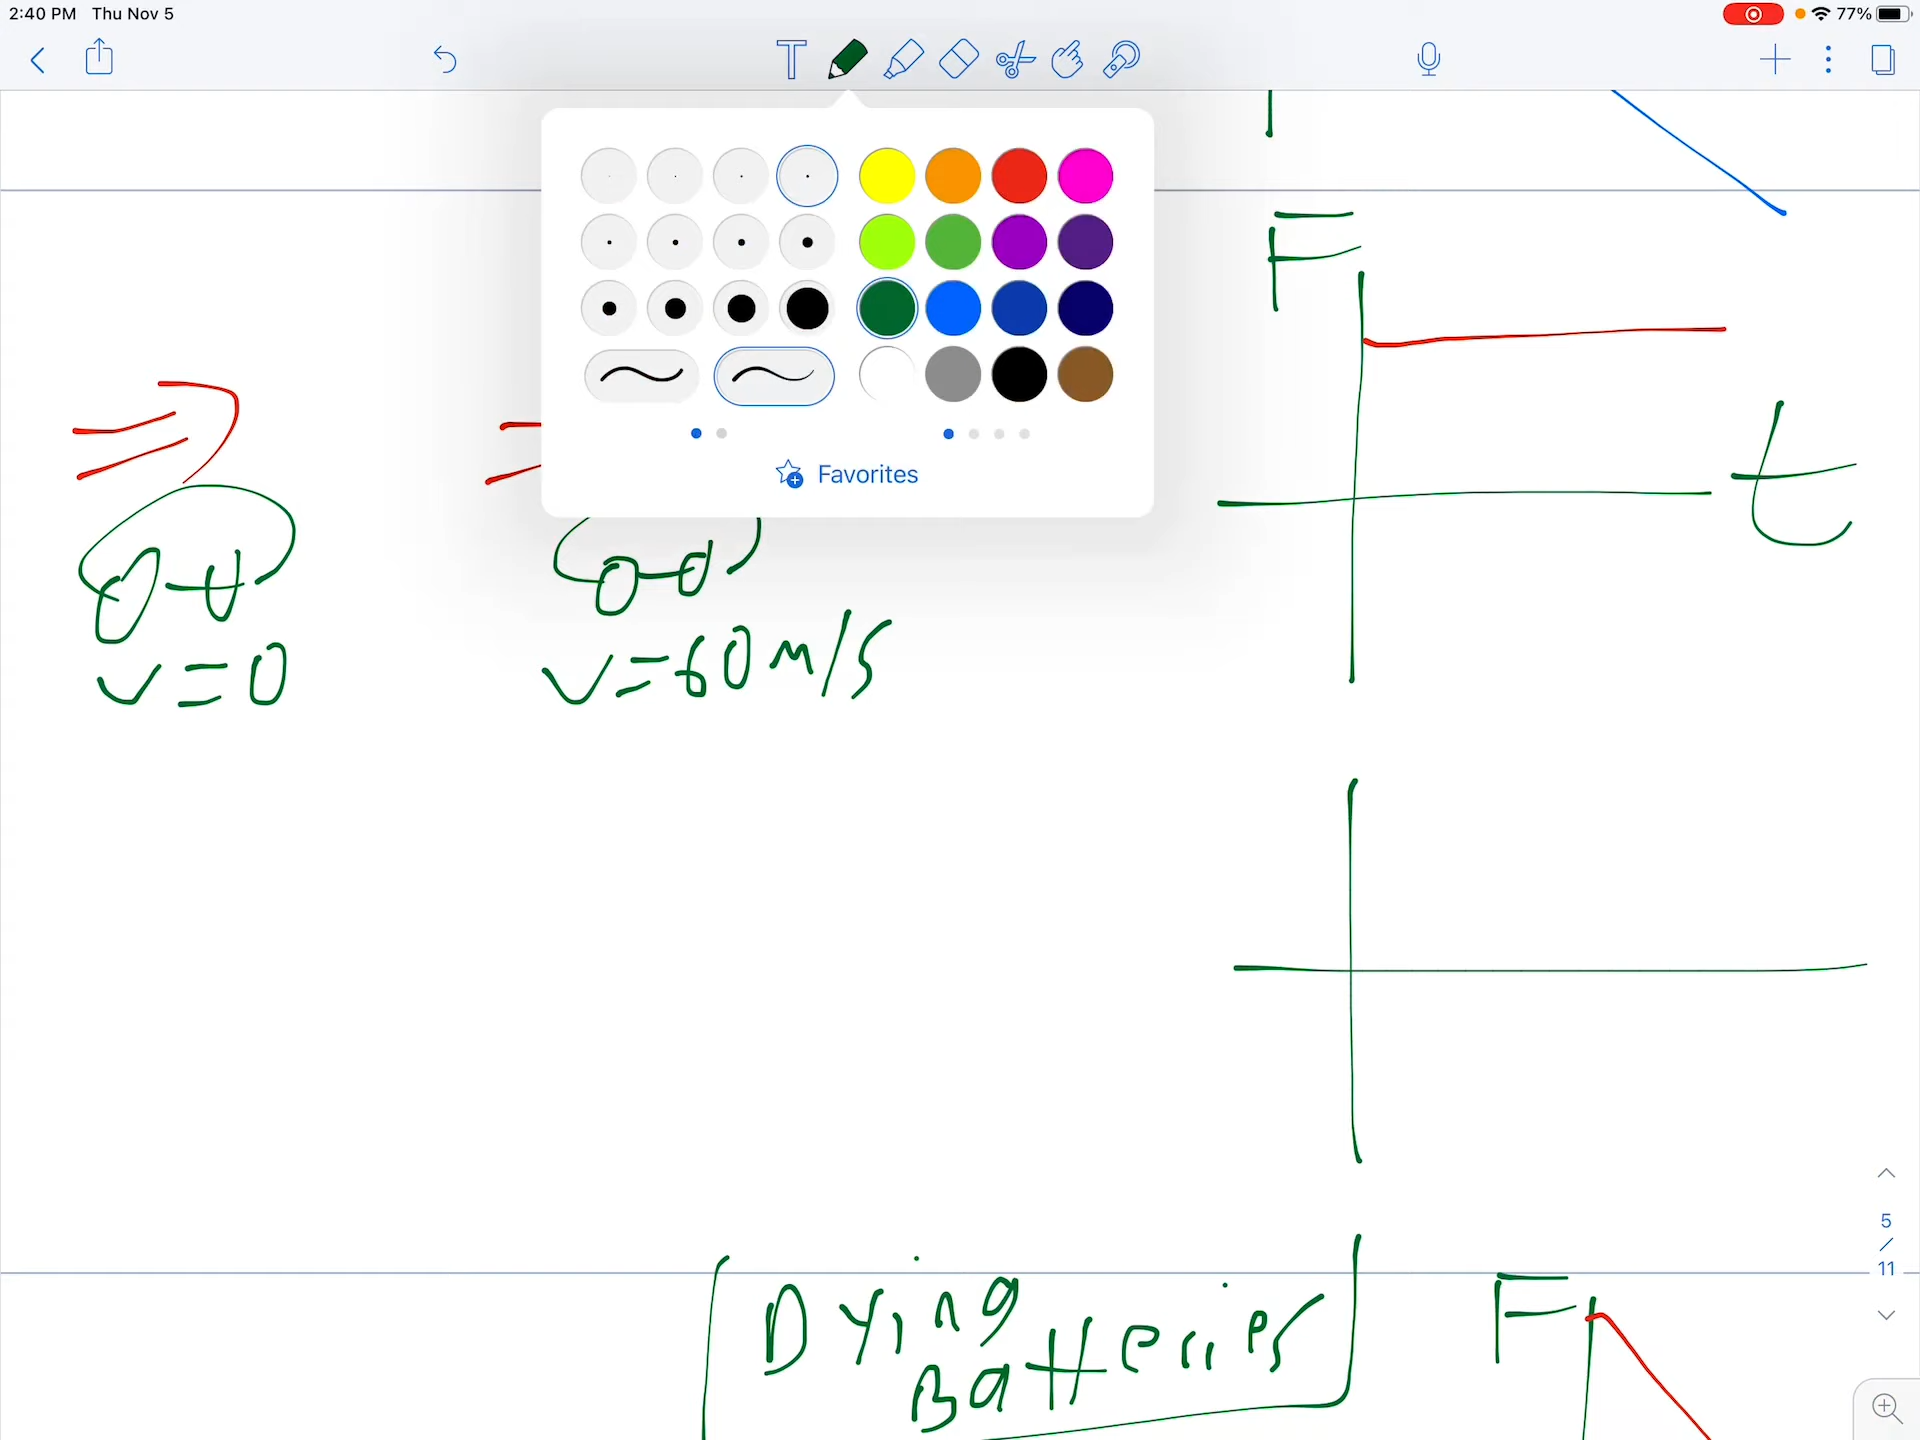 2:40 PM Thu Nov 5
77%
T
Favorites
F
t
v=0
v=60m/s
5
/
11
Dying
Batteries
F